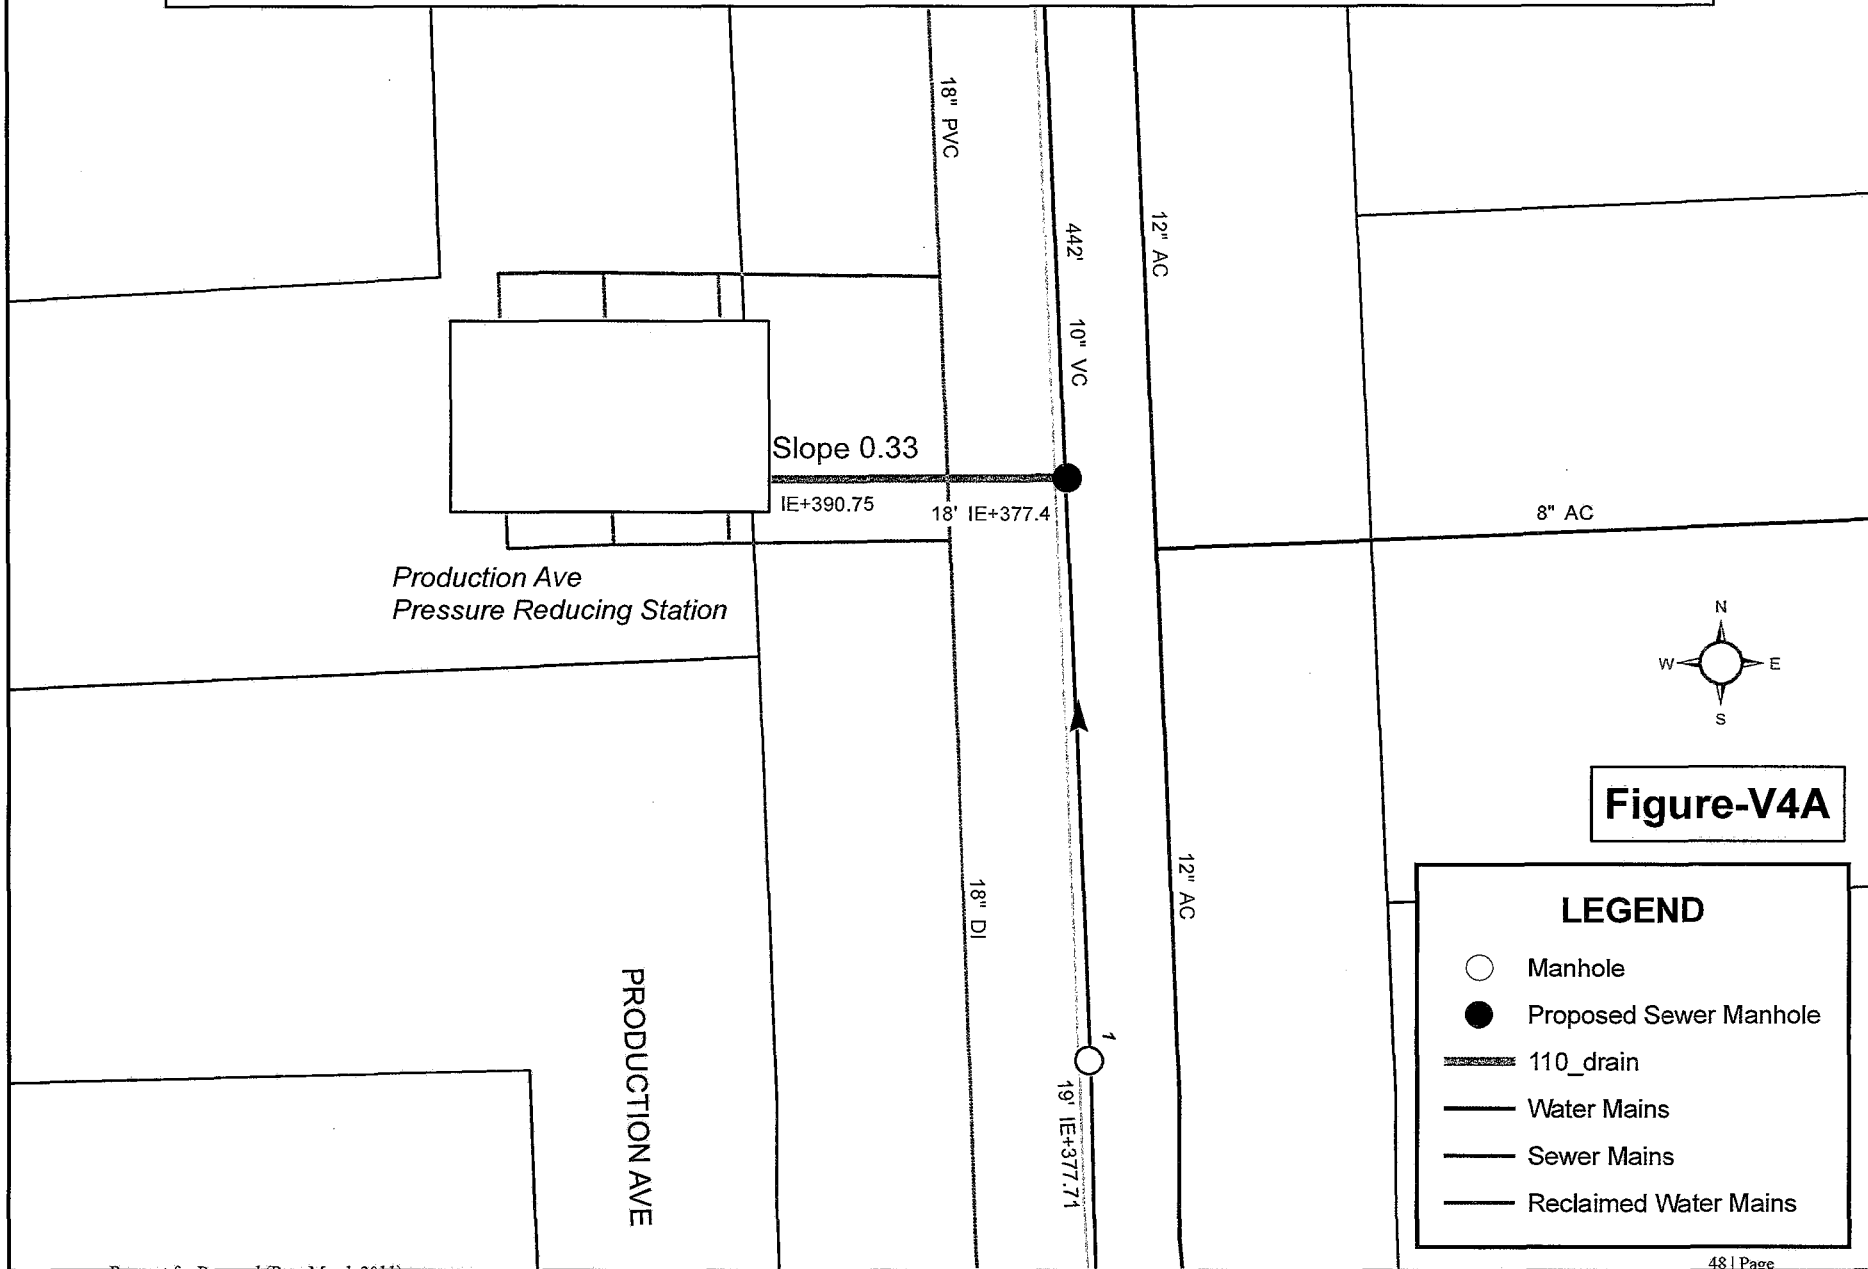 18" PVC
442'
10" VC
12" AC
Slope 0.33
IE+390.75
18' IE+377.4
8" AC
Production Ave
Pressure Reducing Station
N
W E
S
Figure-V4A
12" AC
18" DI
PRODUCTION AVE
1
19' IE+377.71
LEGEND
Manhole
Proposed Sewer Manhole
110_drain
Water Mains
Sewer Mains
Reclaimed Water Mains
48 | Page